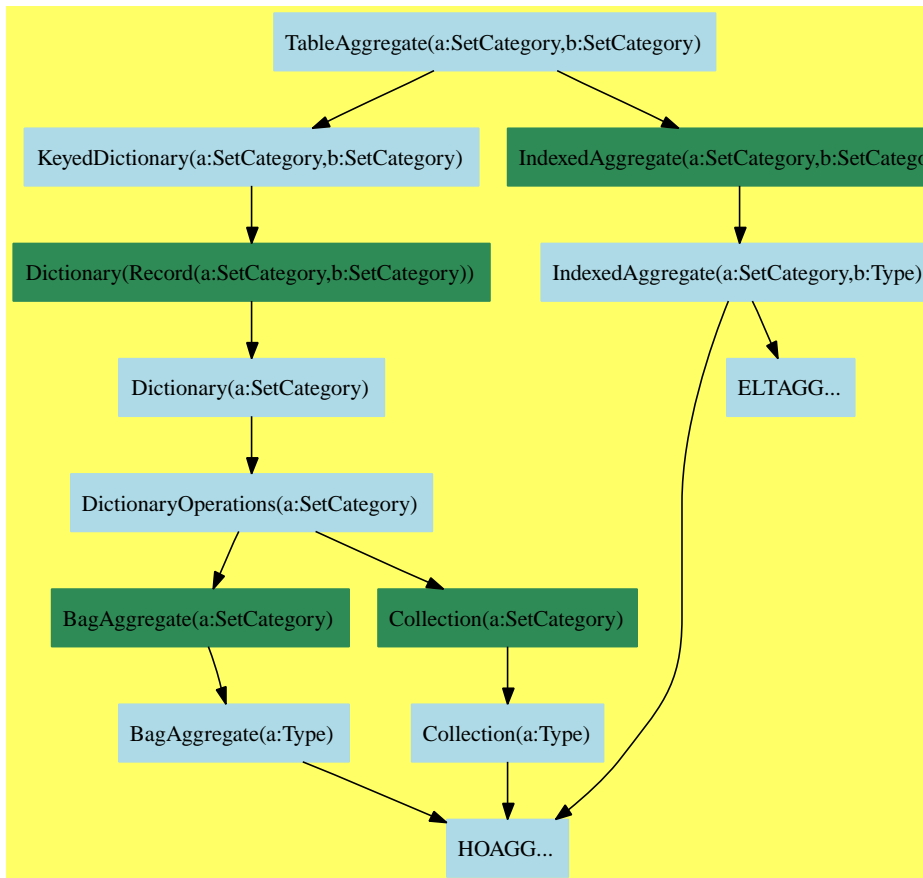 TableAggregate(a:SetCategory,b:SetCategory)
KeyedDictionary(a:SetCategory,b:SetCategory)
IndexedAggregate(a:SetCategory,b:SetCatego
Dictionary(Record(a:SetCategory,b:SetCategory))
IndexedAggregate(a:SetCategory,b:Type)
Dictionary(a:SetCategory)
ELTAGG...
DictionaryOperations(a:SetCategory)
BagAggregate(a:SetCategory)
Collection(a:SetCategory)
BagAggregate(a:Type)
Collection(a:Type)
HOAGG...